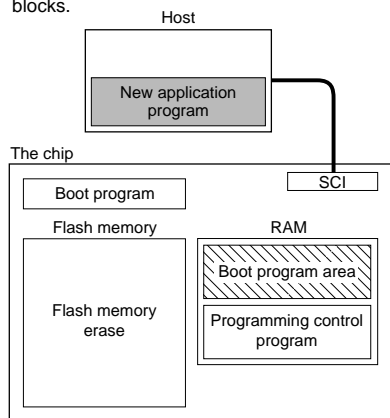 blocks.
Host
New application
program
The chip
SCI
Boot program
Flash memory
RAM
Boot program area
Flash memory
erase
Programming control
program